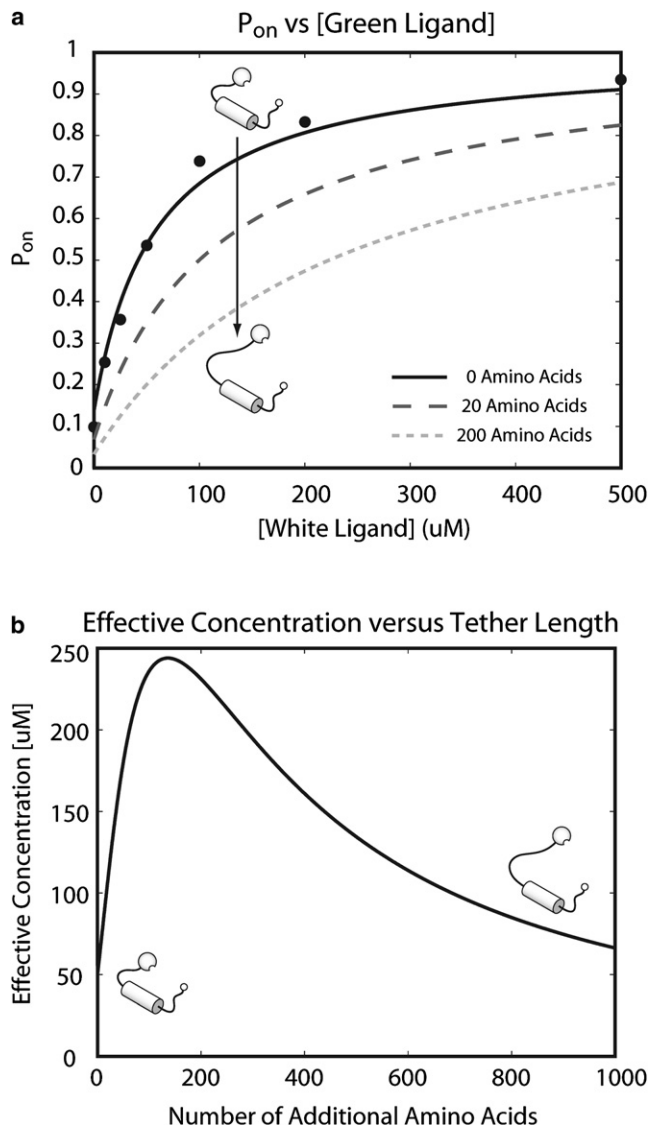 a
P_on vs [Green Ligand]
1
0.9
0.8
0.7
0.6
0.5
0.4
0.3
0.2
0.1
0
P_on
0 Amino Acids
20 Amino Acids
200 Amino Acids
0 100 200 300 400 500
[White Ligand] (uM)
b
Effective Concentration versus Tether Length
250
200
150
100
50
0
Effective Concentration [uM]
0 200 400 600 800 1000
Number of Additional Amino Acids